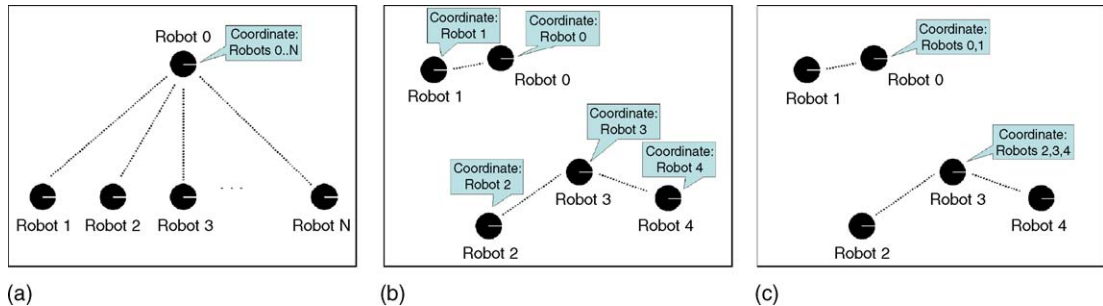 Robot 0
Coordinate:
Robots 0..N
Robot 1
Robot 2
Robot 3
. . .
Robot N
(a)
Coordinate:
Robot 1
Coordinate:
Robot 0
Robot 1
Robot 0
Coordinate:
Robot 3
Coordinate:
Robot 2
Coordinate:
Robot 4
Robot 3
Robot 4
Robot 2
(b)
Coordinate:
Robots 0,1
Robot 0
Robot 1
Coordinate:
Robots 2,3,4
Robot 3
Robot 4
Robot 2
(c)